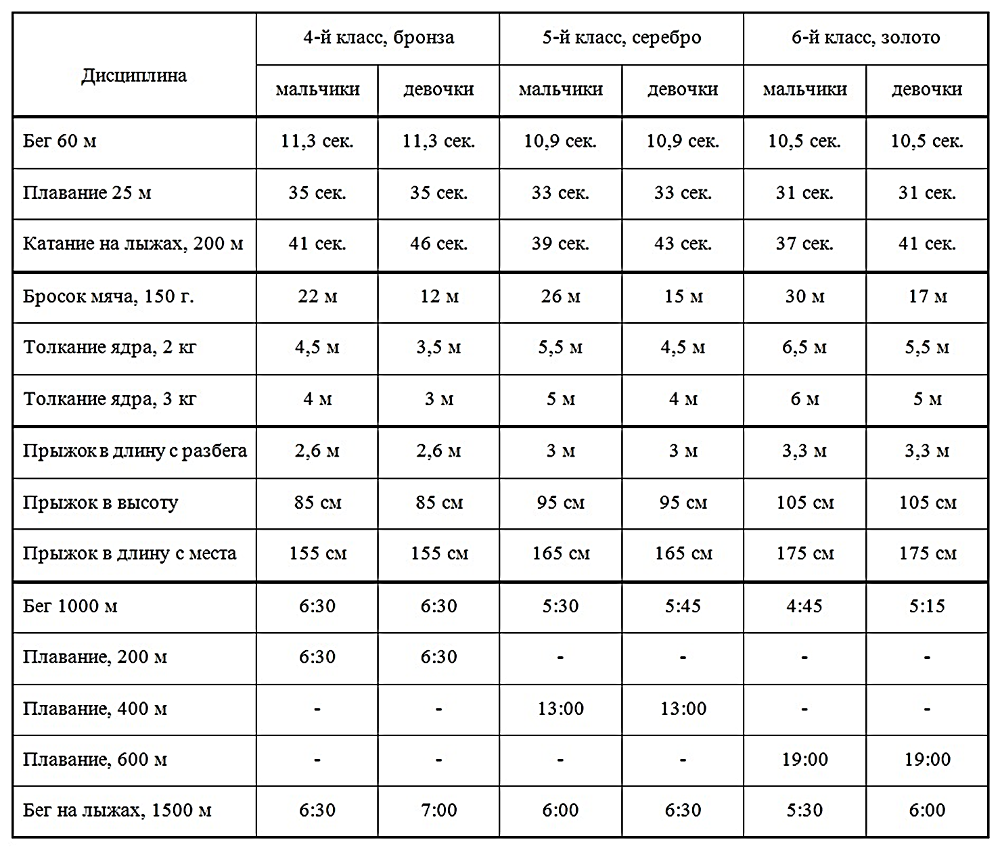 Дисциплина 4-й класс, бронза 5-й класс, серебро 6-й класс, золото
мальчики девочки мальчики девочки мальчики девочки
Бег 60 м 11,3 сек. 11,3 сек. 10,9 сек. 10,9 сек. 10,5 сек. 10,5 сек.
Плавание 25 м 35 сек. 35 сек. 33 сек. 33 сек. 31 сек. 31 сек.
Катание на лыжах, 200 м 41 сек. 46 сек. 39 сек. 43 сек. 37 сек. 41 сек.
Бросок мяча, 150 г. 22 м 12 м 26 м 15 м 30 м 17 м
Толкание ядра, 2 кг 4,5 м 3,5 м 5,5 м 4,5 м 6,5 м 5,5 м
Толкание ядра, 3 кг 4 м 3 м 5 м 4 м 6 м 5 м
Прыжок в длину с разбега 2,6 м 2,6 м 3 м 3 м 3,3 м 3,3 м
Прыжок в высоту 85 см 85 см 95 см 95 см 105 см 105 см
Прыжок в длину с места 155 см 155 см 165 см 165 см 175 см 175 см
Бег 1000 м 6:30 6:30 5:30 5:45 4:45 5:15
Плавание, 200 м 6:30 6:30 - - - -
Плавание, 400 м - - 13:00 13:00 - -
Плавание, 600 м - - - - 19:00 19:00
Бег на лыжах, 1500 м 6:30 7:00 6:00 6:30 5:30 6:00